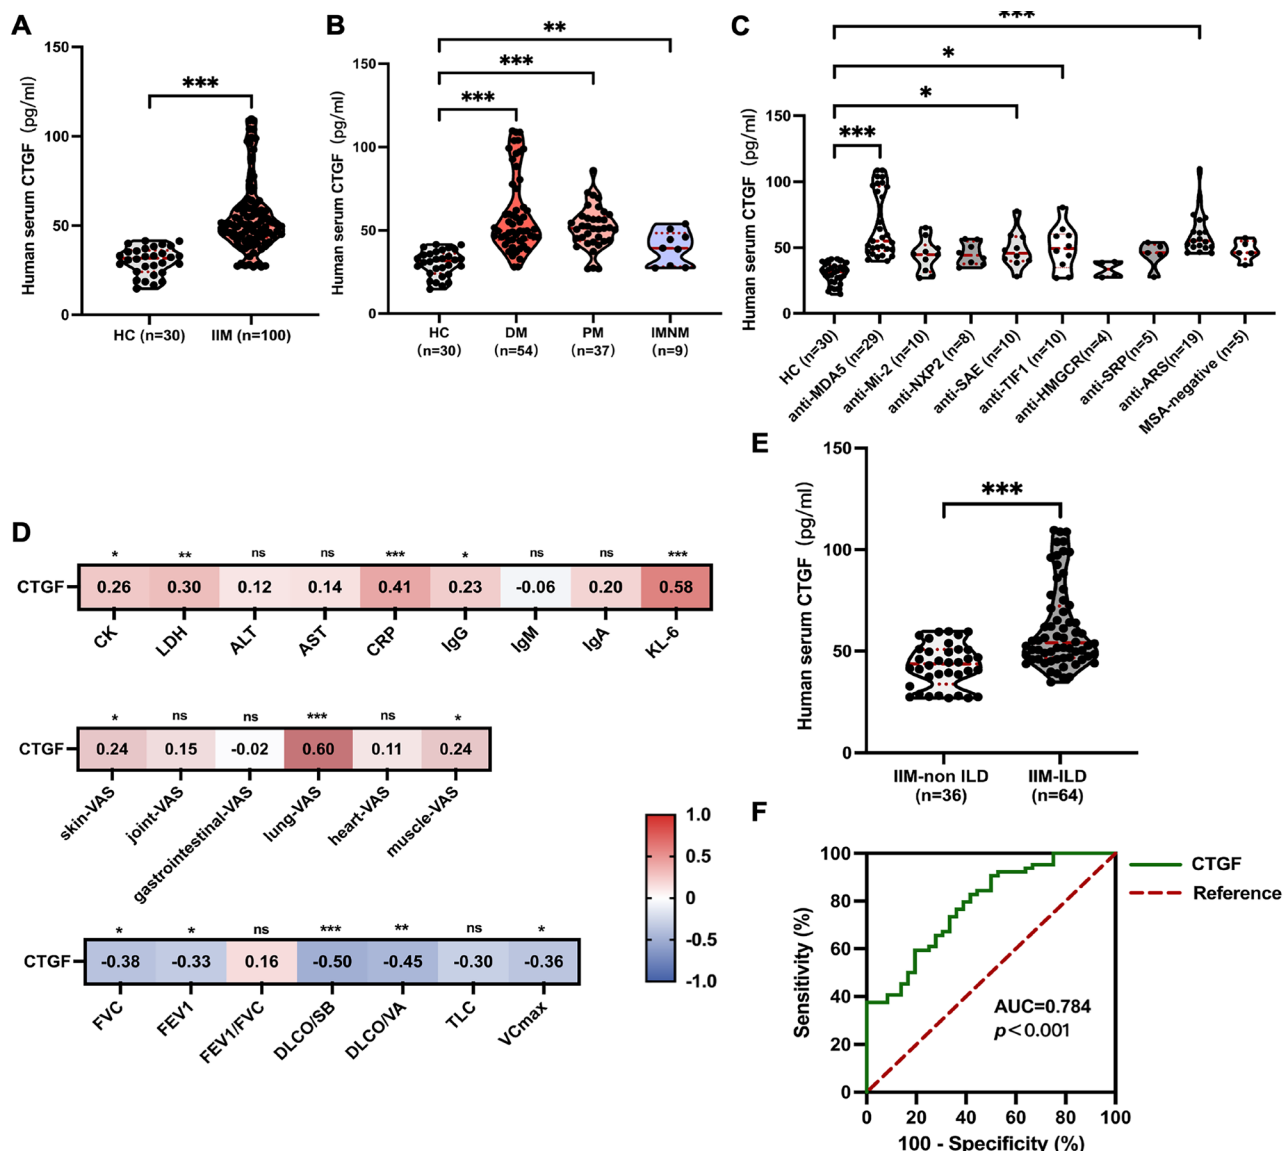 A
Human serum CTGF (pg/ml)
150
100
50
0
***
HC (n=30)
IIM (n=100)
B
Human serum CTGF (pg/ml)
150
100
50
0
**
***
***
HC
(n=30)
DM
(n=54)
PM
(n=37)
IMNM
(n=9)
C
Human serum CTGF (pg/ml)
150
100
50
0
***
*
*
***
HC (n=30)
anti-MDA5 (n=29)
anti-Mi-2 (n=10)
anti-NXP2 (n=8)
anti-SAE (n=10)
anti-TIF1 (n=10)
anti-HMGCR(n=4)
anti-SRP(n=5)
anti-ARS(n=19)
MSA-negative (n=5)
D
* ** ns ns *** * ns ns ***
CTGF 0.26 0.30 0.12 0.14 0.41 0.23 -0.06 0.20 0.58
CK LDH ALT AST CRP IgG IgM IgA KL-6
* ns ns *** ns *
CTGF 0.24 0.15 -0.02 0.60 0.11 0.24
skin-VAS joint-VAS gastrointestinal-VAS lung-VAS heart-VAS muscle-VAS
* * ns *** ** ns *
CTGF -0.38 -0.33 0.16 -0.50 -0.45 -0.30 -0.36
FVC FEV1 FEV1/FVC DLCO/SB DLCO/VA TLC VCmax
1.0
0.5
0
-0.5
-1.0
E
Human serum CTGF (pg/ml)
150
100
50
0
***
IIM-non ILD
(n=36)
IIM-ILD
(n=64)
F
Sensitivity (%)
100
80
60
40
20
0
0 20 40 60 80 100
100 - Specificity (%)
AUC=0.784
p<0.001
CTGF
Reference